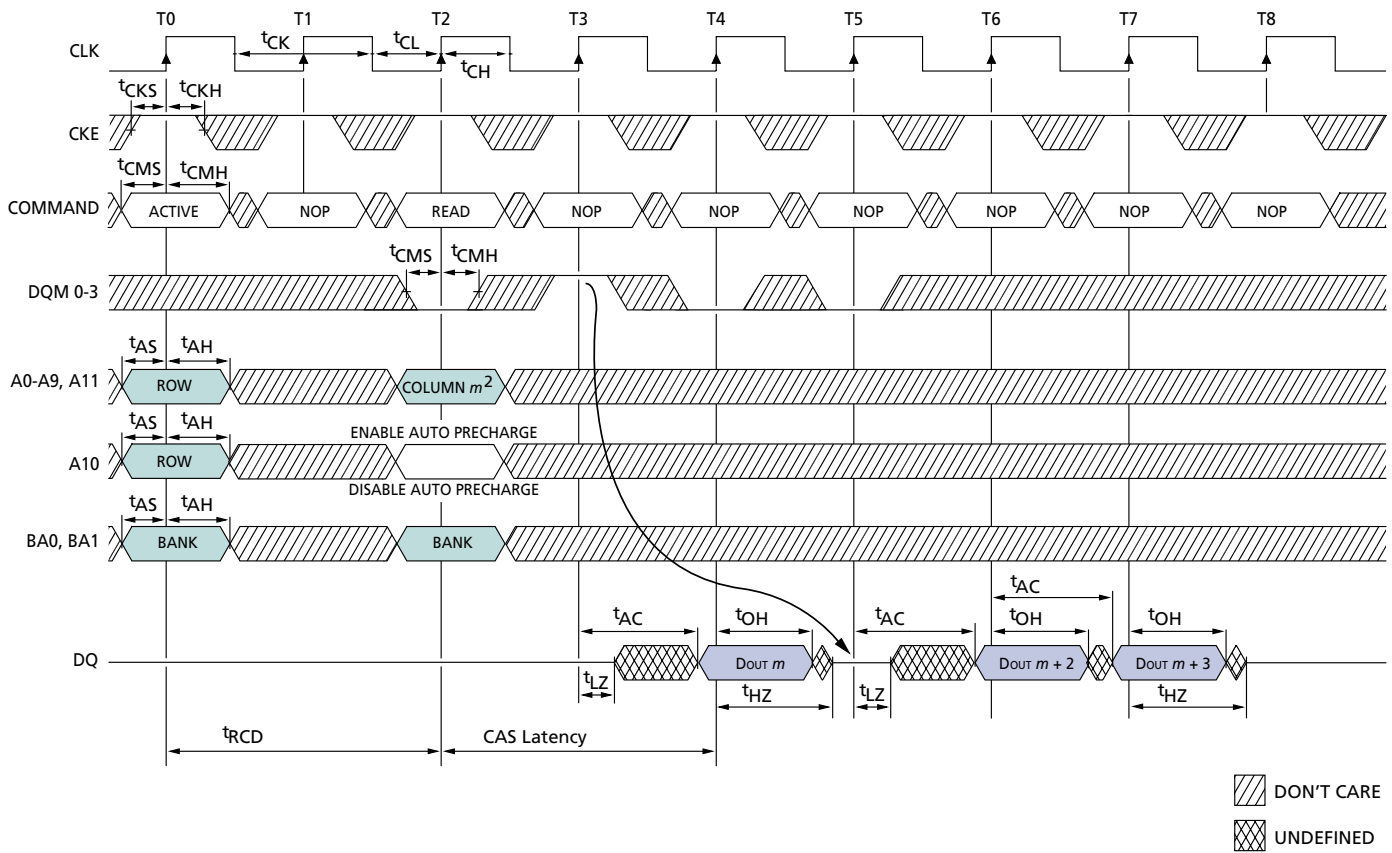 T0 T1 T2 T3 T4 T5 T6 T7 T8
CLK
tCK tCL
tCH
tCKS tCKH
CKE
tCMS tCMH
COMMAND ACTIVE NOP READ NOP NOP NOP NOP NOP NOP
tCMS tCMH
DQM 0-3
tAS tAH
A0-A9, A11 ROW COLUMN m2
tAS tAH ENABLE AUTO PRECHARGE
A10 ROW
DISABLE AUTO PRECHARGE
tAS tAH
BA0, BA1 BANK BANK
tAC
tAC tOH tAC tOH tOH
DQ DOUT m DOUT m + 2 DOUT m + 3
tLZ tHZ tLZ tHZ
tRCD CAS Latency
DON'T CARE
UNDEFINED